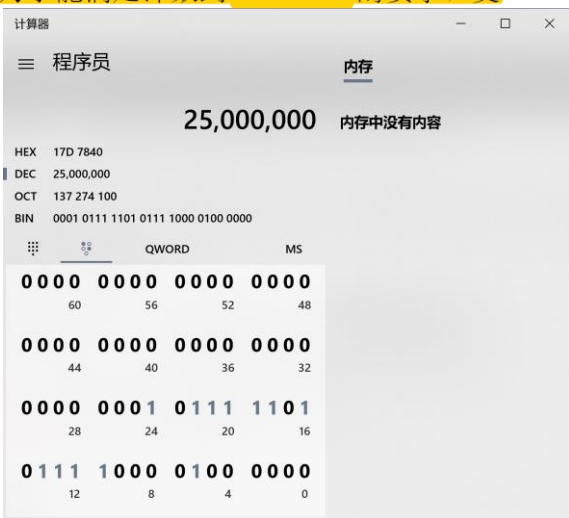 计算器
程序员
内存
25,000,000
内存中没有内容
HEX 17D 7840
DEC 25,000,000
OCT 137 274 100
BIN 0001 0111 1101 0111 1000 0100 0000
QWORD MS
0000 0000 0000 0000
60 56 52 48
0000 0000 0000 0000
44 40 36 32
0000 0001 0111 1101
28 24 20 16
0111 1000 0100 0000
12 8 4 0